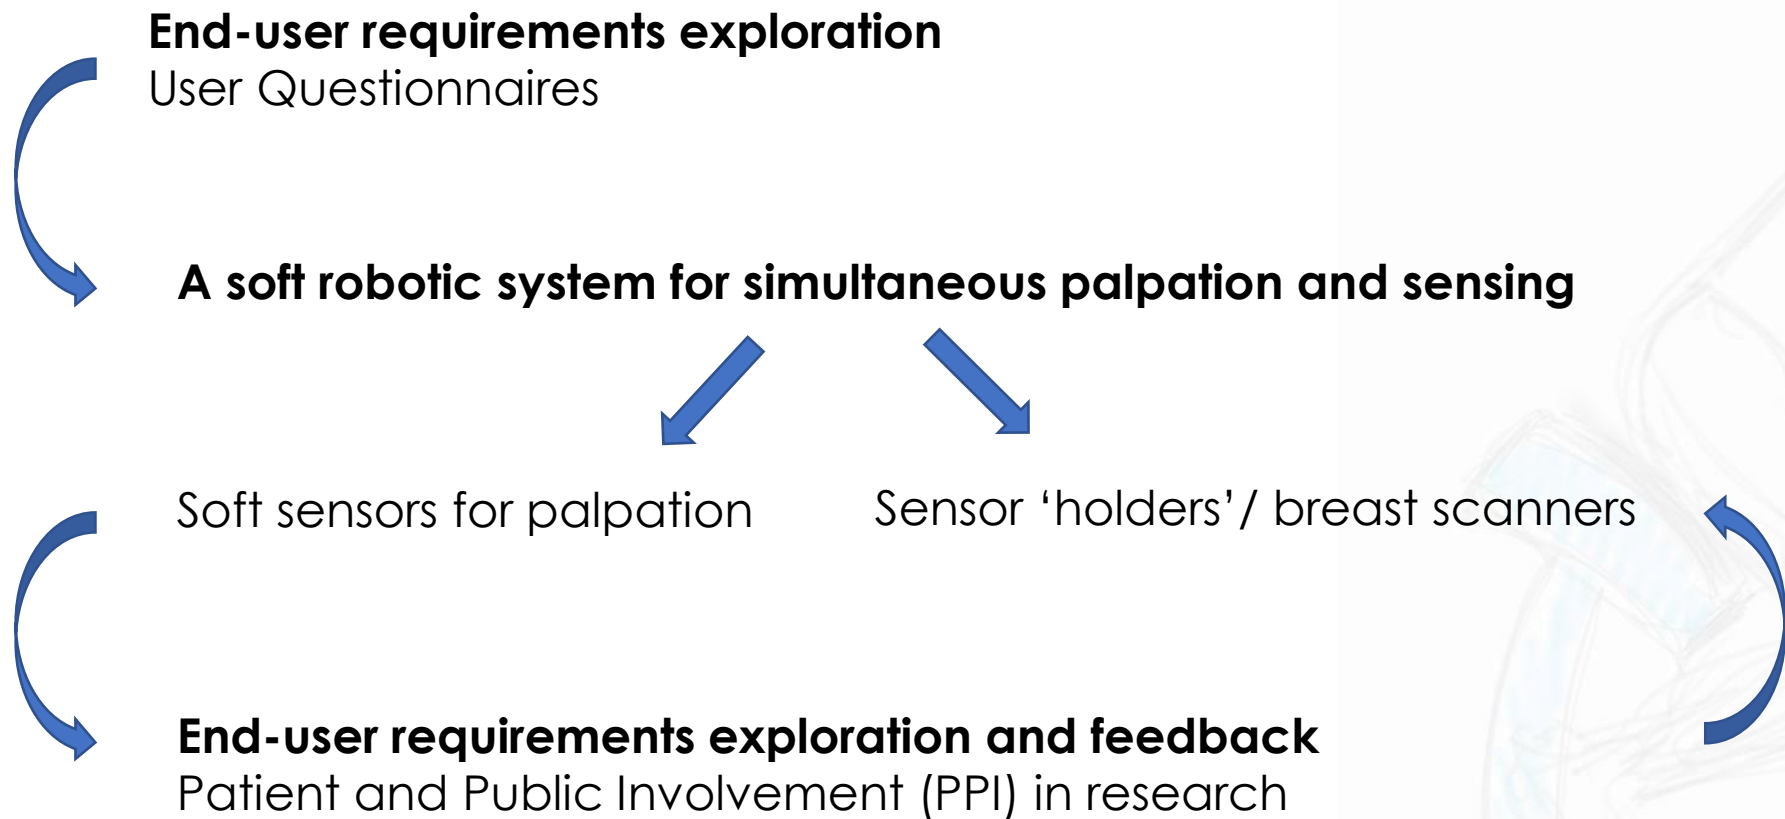 End-user requirements exploration
User Questionnaires
A soft robotic system for simultaneous palpation and sensing
Soft sensors for palpation
Sensor ‘holders’/ breast scanners
End-user requirements exploration and feedback
Patient and Public Involvement (PPI) in research